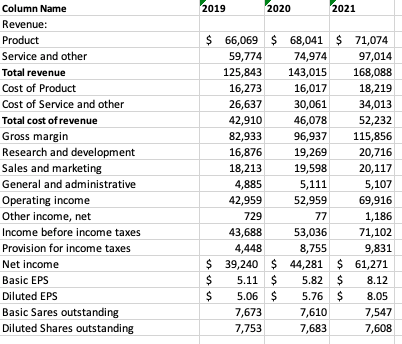 Column Name 2019 2020 2021
Revenue:
Product $ 66,069 $ 68,041 $ 71,074
Service and other 59,774 74,974 97,014
Total revenue 125,843 143,015 168,088
Cost of Product 16,273 16,017 18,219
Cost of Service and other 26,637 30,061 34,013
Total cost of revenue 42,910 46,078 52,232
Gross margin 82,933 96,937 115,856
Research and development 16,876 19,269 20,716
Sales and marketing 18,213 19,598 20,117
General and administrative 4,885 5,111 5,107
Operating income 42,959 52,959 69,916
Other income, net 729 77 1,186
Income before income taxes 43,688 53,036 71,102
Provision for income taxes 4,448 8,755 9,831
Net income $ 39,240 $ 44,281 $ 61,271
Basic EPS $ 5.11 $ 5.82 $ 8.12
Diluted EPS $ 5.06 $ 5.76 $ 8.05
Basic Sares outstanding 7,673 7,610 7,547
Diluted Shares outstanding 7,753 7,683 7,608